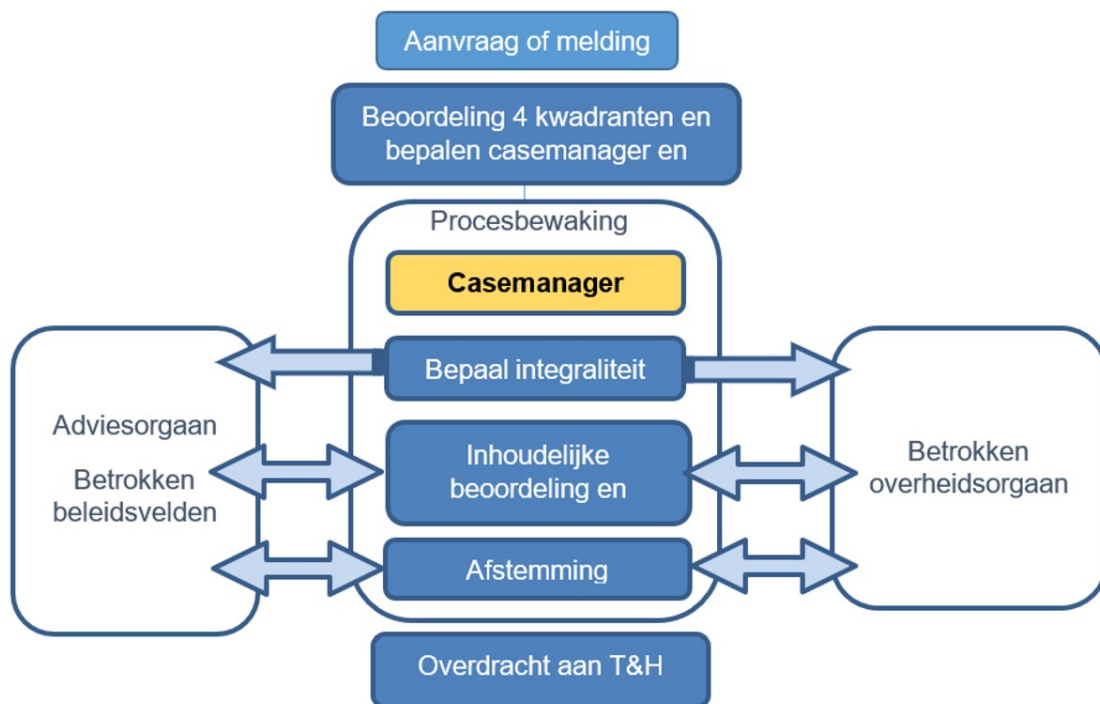 Aanvraag of melding
Beoordeling 4 kwadranten en
bepalen casemanager en
Procesbewaking
Casemanager
Bepaal integraliteit
Adviesorgaan
Betrokken
beleidsvelden
Inhoudelijke
beoordeling en
Betrokken
overheidsorgaan
Afstemming
Overdracht aan T&H